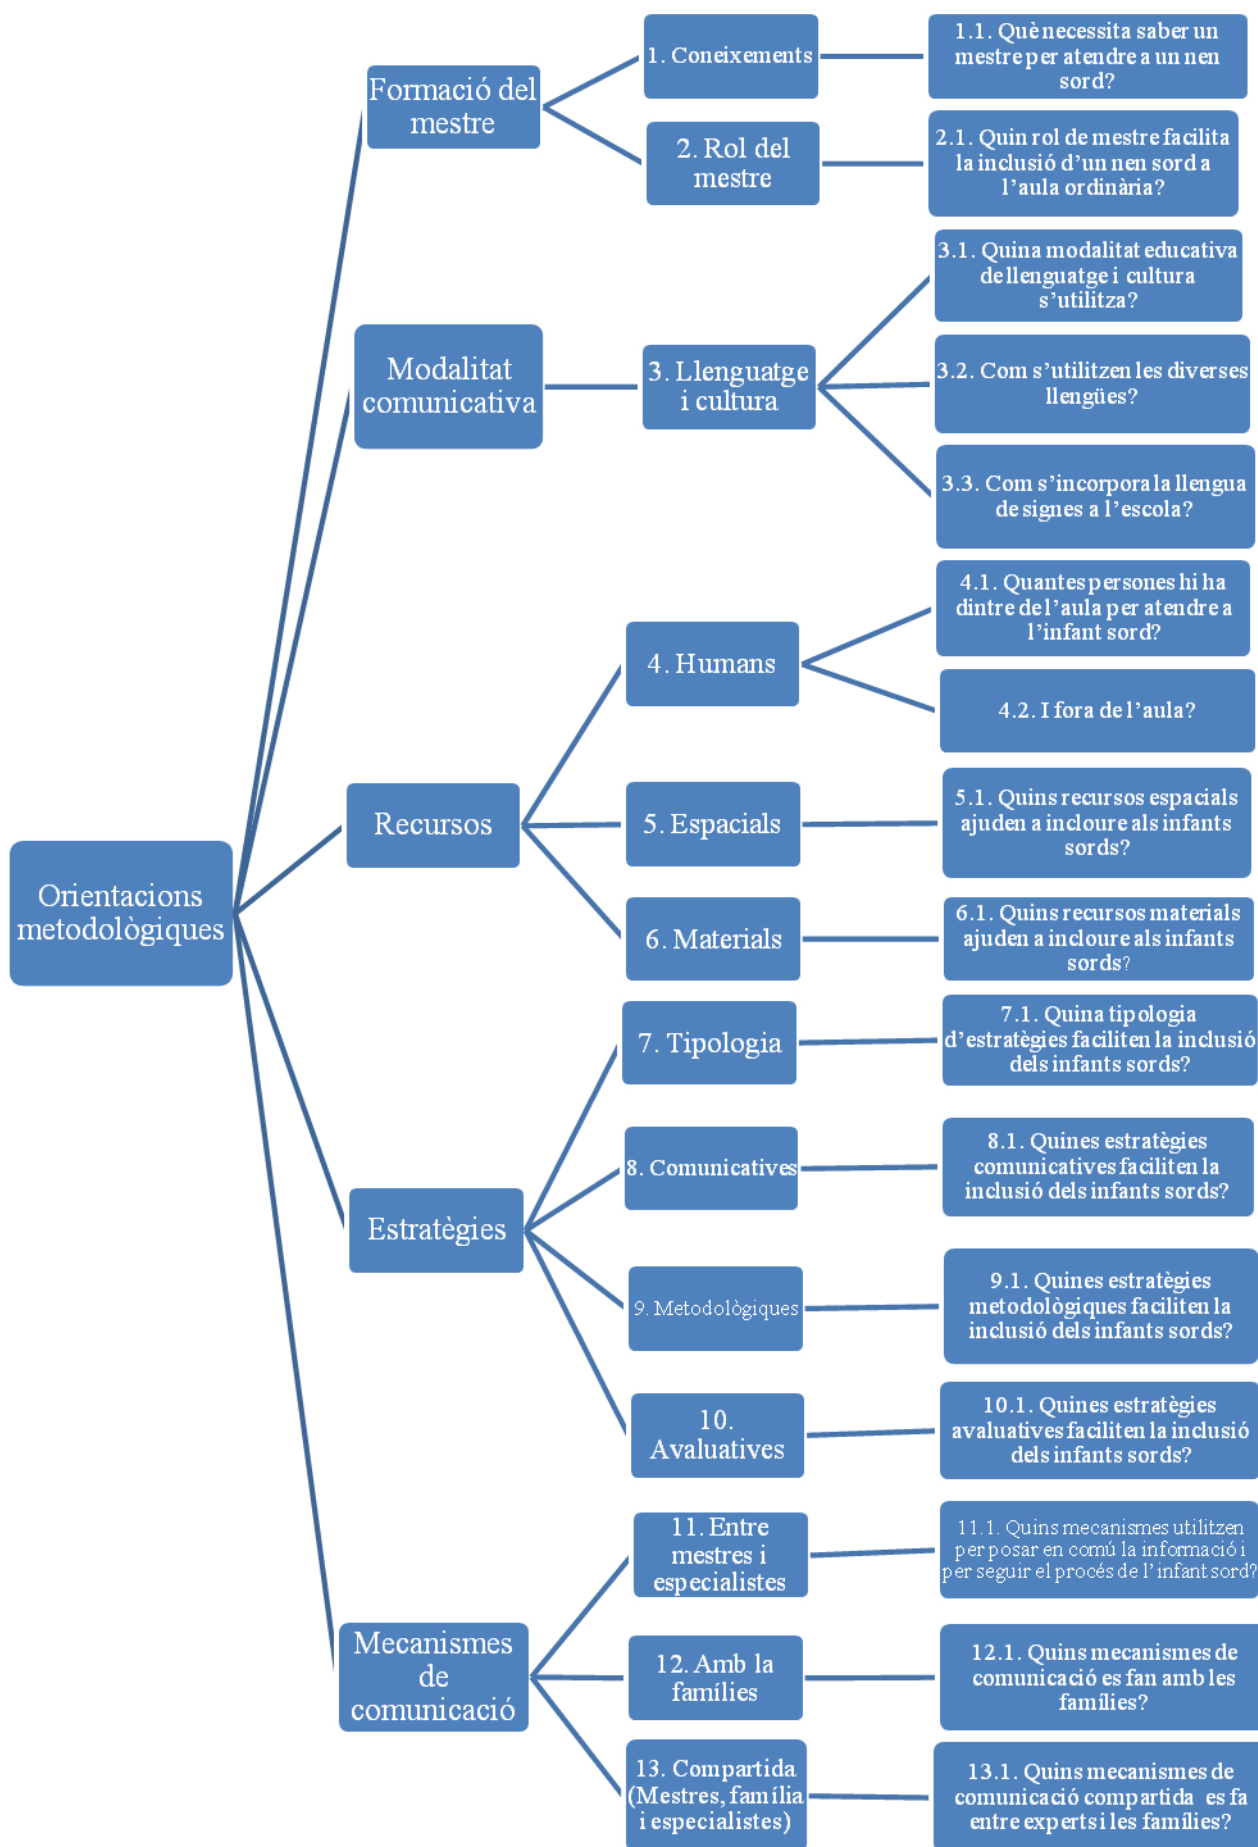 Orientacions
metodològiques
Formació del
mestre
1. Coneixements
1.1. Què necessita saber un
mestre per atendre a un nen
sord?
2. Rol del
mestre
2.1. Quin rol de mestre facilita
la inclusió d’un nen sord a
l’aula ordinària?
Modalitat
comunicativa
3. Llenguatge
i cultura
3.1. Quina modalitat educativa
de llenguatge i cultura
s’utilitza?
3.2. Com s’utilitzen les diverses
llengües?
3.3. Com s’incorpora la llengua
de signes a l’escola?
Recursos
4. Humans
4.1. Quantes persones hi ha
dintre de l’aula per atendre a
l’infant sord?
4.2. I fora de l’aula?
5. Espacials
5.1. Quins recursos espacials
ajuden a incloure als infants
sords?
6. Materials
6.1. Quins recursos materials
ajuden a incloure als infants
sords?
Estratègies
7. Tipologia
7.1. Quina tipologia
d’estratègies faciliten la inclusió
dels infants sords?
8. Comunicatives
8.1. Quines estratègies
comunicatives faciliten la
inclusió dels infants sords?
9. Metodològiques
9.1. Quines estratègies
metodològiques faciliten la
inclusió dels infants sords?
10.
Avaluatives
10.1. Quines estratègies
avaluatives faciliten la inclusió
dels infants sords?
Mecanismes
de
comunicació
11. Entre
mestres i
especialistes
11.1. Quins mecanismes utilitzen
per posar en comú la informació i
per seguir el procés de l’infant sord?
12. Amb la
famílies
12.1. Quins mecanismes de
comunicació es fan amb les
famílies?
13. Compartida
(Mestres, família
i especialistes)
13.1. Quins mecanismes de
comunicació compartida es fa
entre experts i les famílies?